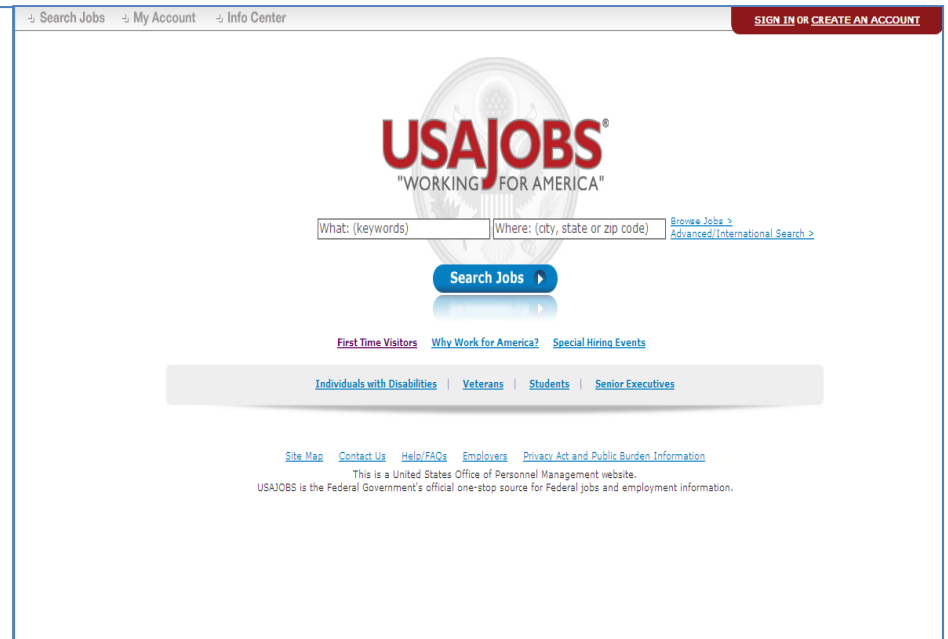 Search Jobs My Account Info Center SIGN IN OR CREATE AN ACCOUNT
USAJOBS®
"WORKING FOR AMERICA"
What: (keywords) Where: (city, state or zip code) Browse Jobs >
Advanced/International Search >
Search Jobs
First Time Visitors Why Work for America? Special Hiring Events
Individuals with Disabilities | Veterans | Students | Senior Executives
Site Map Contact Us Help/FAQs Employers Privacy Act and Public Burden Information
This is a United States Office of Personnel Management website.
USAJOBS is the Federal Government's official one-stop source for Federal jobs and employment information.